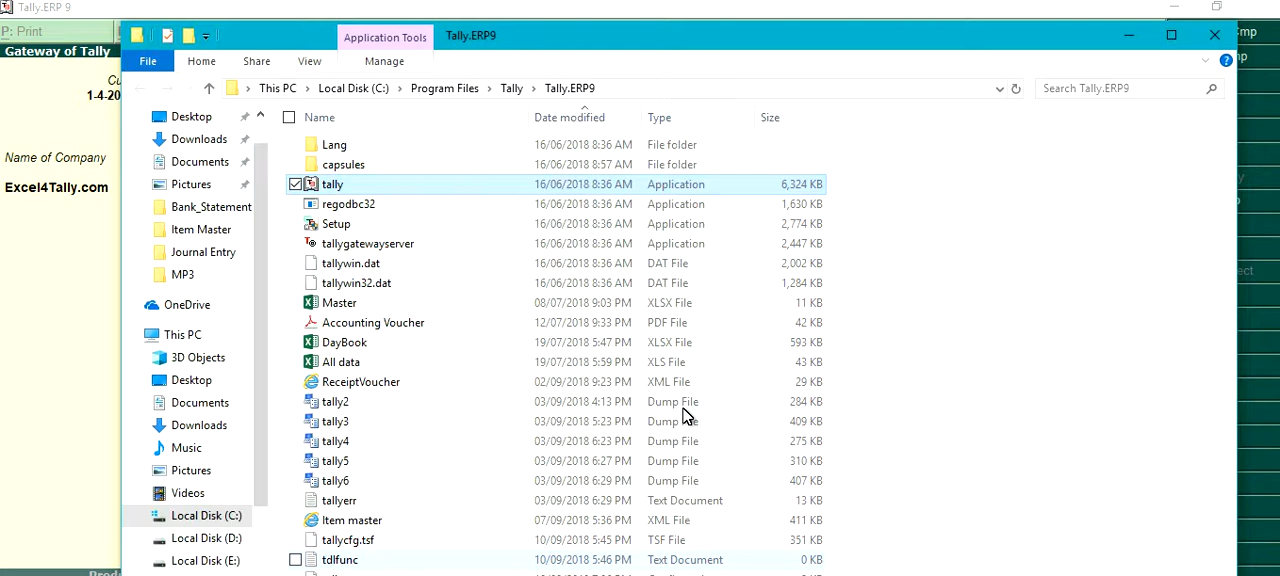 Tally.ERP 9
P: Print
Gateway of Tally
1-4-20
Name of Company
Excel4Tally.com
Application Tools
Tally.ERP9
File
Home
Share
View
Manage
This PC > Local Disk (C:) > Program Files > Tally > Tally.ERP9
Search Tally.ERP9
Desktop
Downloads
Documents
Pictures
Bank_Statement
Item Master
Journal Entry
MP3
OneDrive
This PC
3D Objects
Desktop
Documents
Downloads
Music
Pictures
Videos
Local Disk (C:)
Local Disk (D:)
Local Disk (E:)
Name Date modified Type Size
Lang 16/06/2018 8:36 AM File folder
capsules 16/06/2018 8:57 AM File folder
tally 16/06/2018 8:36 AM Application 6,324 KB
regodbc32 16/06/2018 8:36 AM Application 1,630 KB
Setup 16/06/2018 8:36 AM Application 2,774 KB
tallygatewayserver 16/06/2018 8:36 AM Application 2,447 KB
tallywin.dat 16/06/2018 8:36 AM DAT File 2,002 KB
tallywin32.dat 16/06/2018 8:36 AM DAT File 1,284 KB
Master 08/07/2018 9:03 PM XLSX File 11 KB
Accounting Voucher 12/07/2018 9:33 PM PDF File 42 KB
DayBook 19/07/2018 5:47 PM XLSX File 593 KB
All data 19/07/2018 5:59 PM XLS File 43 KB
ReceiptVoucher 02/09/2018 9:23 PM XML File 29 KB
tally2 03/09/2018 4:13 PM Dump File 284 KB
tally3 03/09/2018 5:23 PM Dump File 409 KB
tally4 03/09/2018 6:23 PM Dump File 275 KB
tally5 03/09/2018 6:27 PM Dump File 310 KB
tally6 03/09/2018 6:29 PM Dump File 407 KB
tallyerr 03/09/2018 6:29 PM Text Document 13 KB
Item master 07/09/2018 5:36 PM XML File 411 KB
tallycfg.tsf 10/09/2018 5:45 PM TSF File 351 KB
tdlfunc 10/09/2018 5:46 PM Text Document 0 KB